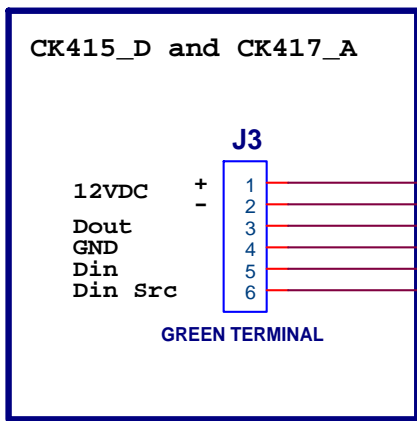 CK415_D and CK417_A
J3
12VDC + 1
- 2
Dout 3
GND 4
Din 5
Din Src 6
GREEN TERMINAL